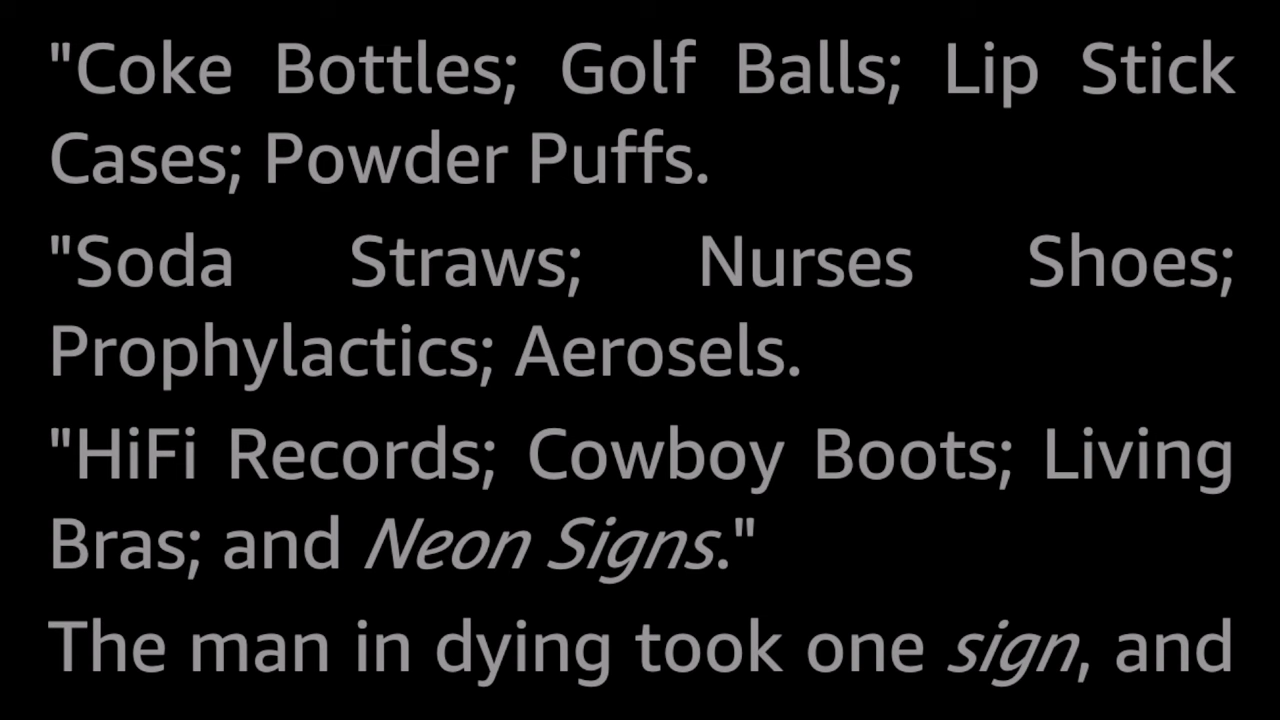 "Coke Bottles; Golf Balls; Lip Stick
Cases; Powder Puffs.
"Soda Straws; Nurses Shoes;
Prophylactics; Aerosels.
"HiFi Records; Cowboy Boots; Living
Bras; and Neon Signs."
The man in dying took one sign, and